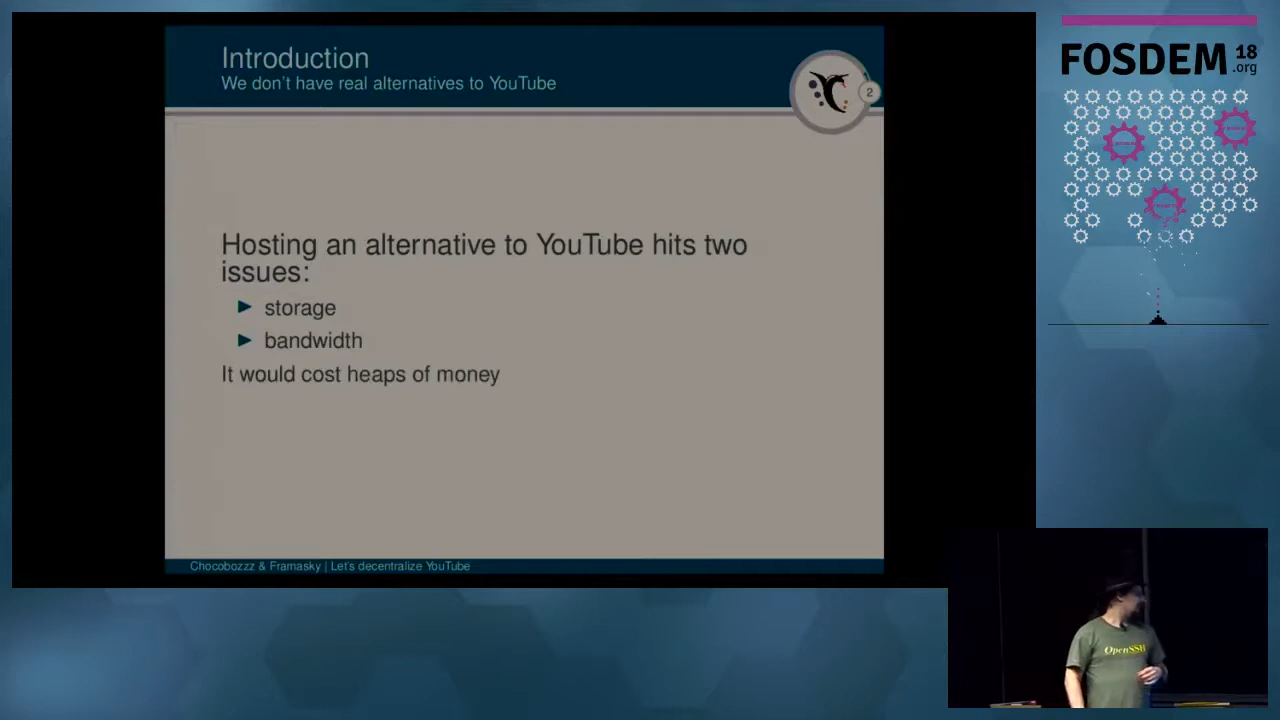 Introduction
We don't have real alternatives to YouTube
2
Hosting an alternative to YouTube hits two
issues:
storage
bandwidth
It would cost heaps of money
Chocobozzz & Framasky | Let's decentralize YouTube
FOSDEM 18
.org
OpenSSH